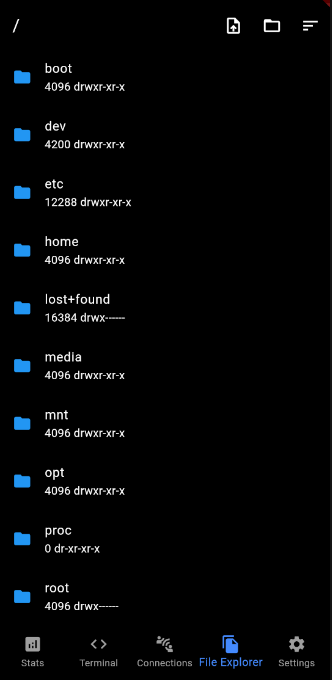 /
boot
4096 drwxr-xr-x
dev
4200 drwxr-xr-x
etc
12288 drwxr-xr-x
home
4096 drwxr-xr-x
lost+found
16384 drwx------
media
4096 drwxr-xr-x
mnt
4096 drwxr-xr-x
opt
4096 drwxr-xr-x
proc
0 dr-xr-xr-x
root
4096 drwx------
Stats
Terminal
Connections
File Explorer
Settings